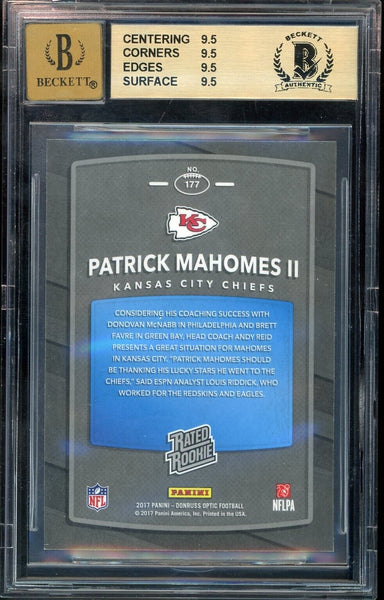 B
BECKETT®
CENTERING 9.5
CORNERS 9.5
EDGES 9.5
SURFACE 9.5
B
BECKETT
AUTHENTIC
NO.
177
KC
PATRICK MAHOMES II
KANSAS CITY CHIEFS
CONSIDERING HIS COACHING SUCCESS WITH
DONOVAN McNABB IN PHILADELPHIA AND BRETT
FAVRE IN GREEN BAY, HEAD COACH ANDY REID
PRESENTS A GREAT SITUATION FOR MAHOMES
IN KANSAS CITY. "PATRICK MAHOMES SHOULD
BE THANKING HIS LUCKY STARS HE WENT TO THE
CHIEFS," SAID ESPN ANALYST LOUIS RIDDICK, WHO
WORKED FOR THE REDSKINS AND EAGLES.
RATED
ROOKIE
NFL
PANINI
NFLPA
2017 PANINI – DONRUSS OPTIC FOOTBALL
© 2017 Panini America, Inc. Printed in the USA.